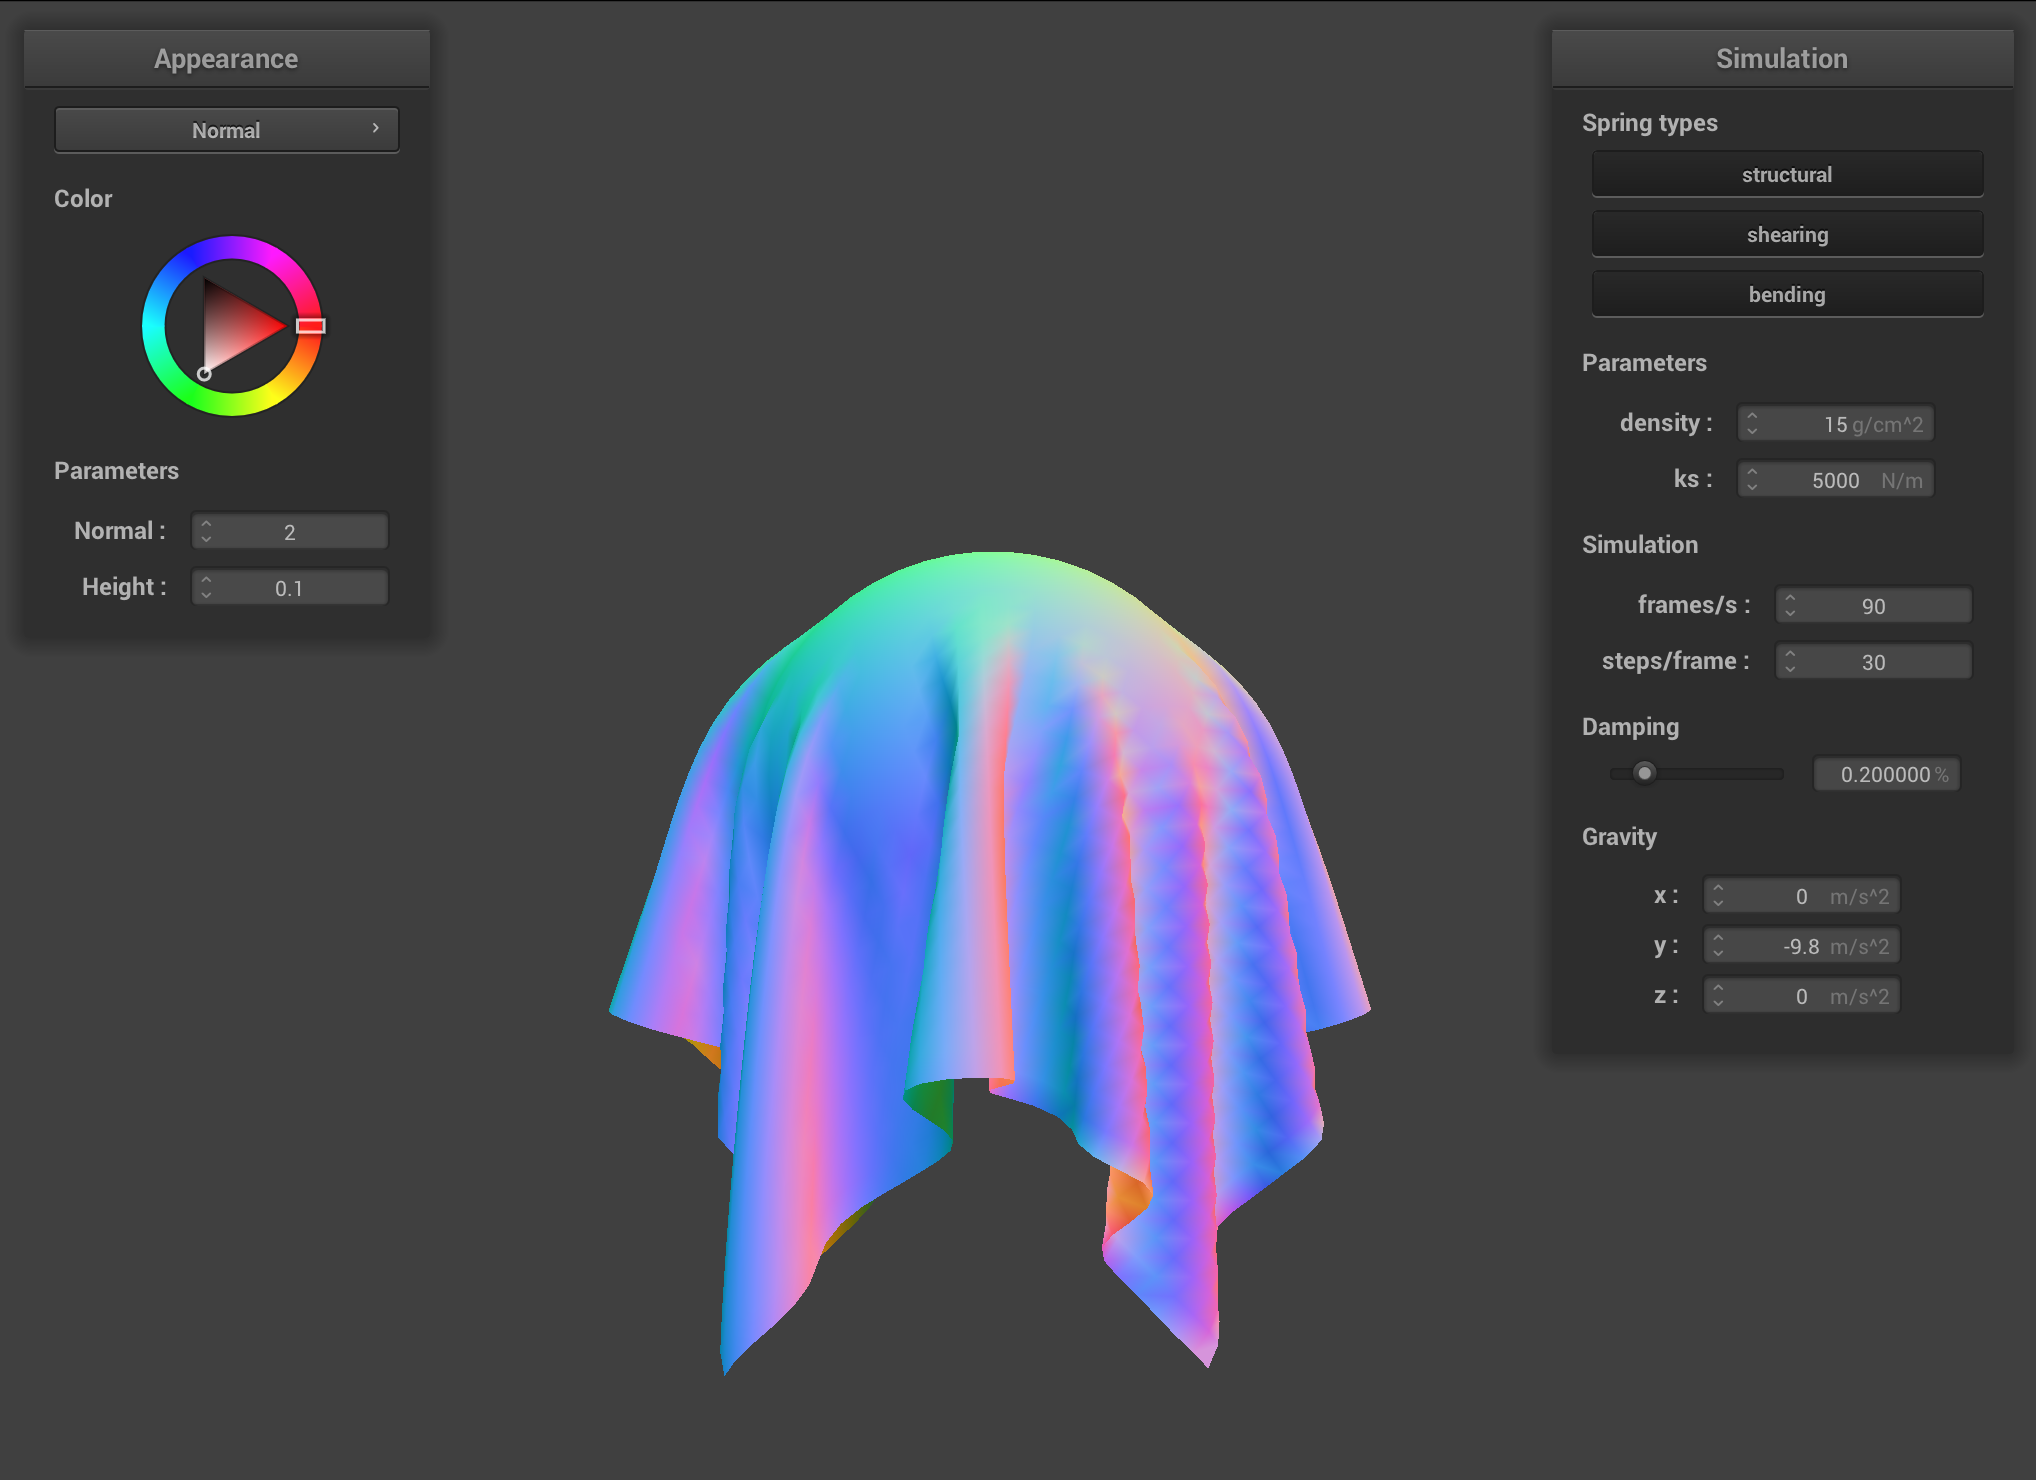 Appearance
Normal
Color
Parameters
Normal : 2
Height : 0.1
Simulation
Spring types
structural
shearing
bending
Parameters
density : 15 g/cm^2
ks : 5000 N/m
Simulation
frames/s : 90
steps/frame : 30
Damping
0.200000 %
Gravity
x : 0 m/s^2
y : -9.8 m/s^2
z : 0 m/s^2